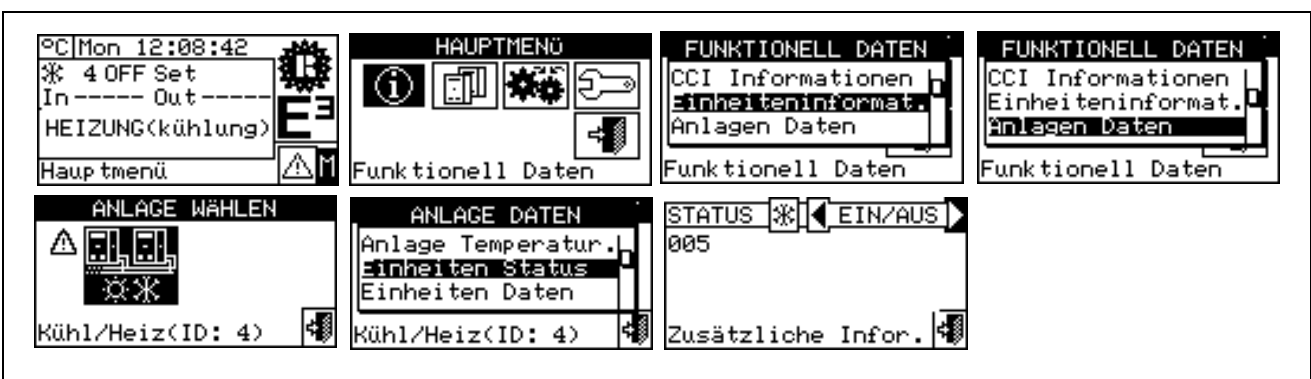 ºC Mon 12:08:42
4 OFF Set
In ----- Out -----
HEIZUNG(kühlung)
E³
Hauptmenü
M
HAUPTMENü
Funktionell Daten
FUNKTIONELL DATEN
CCI Informationen
Einheiteninformat.
Anlagen Daten
Funktionell Daten
FUNKTIONELL DATEN
CCI Informationen
Einheiteninformat.
Anlagen Daten
Funktionell Daten
ANLAGE WäHLEN
Kühl/Heiz(ID: 4)
ANLAGE DATEN
Anlage Temperatur.
Einheiten Status
Einheiten Daten
Kühl/Heiz(ID: 4)
STATUS EIN/AUS
005
Zusätzliche Infor.